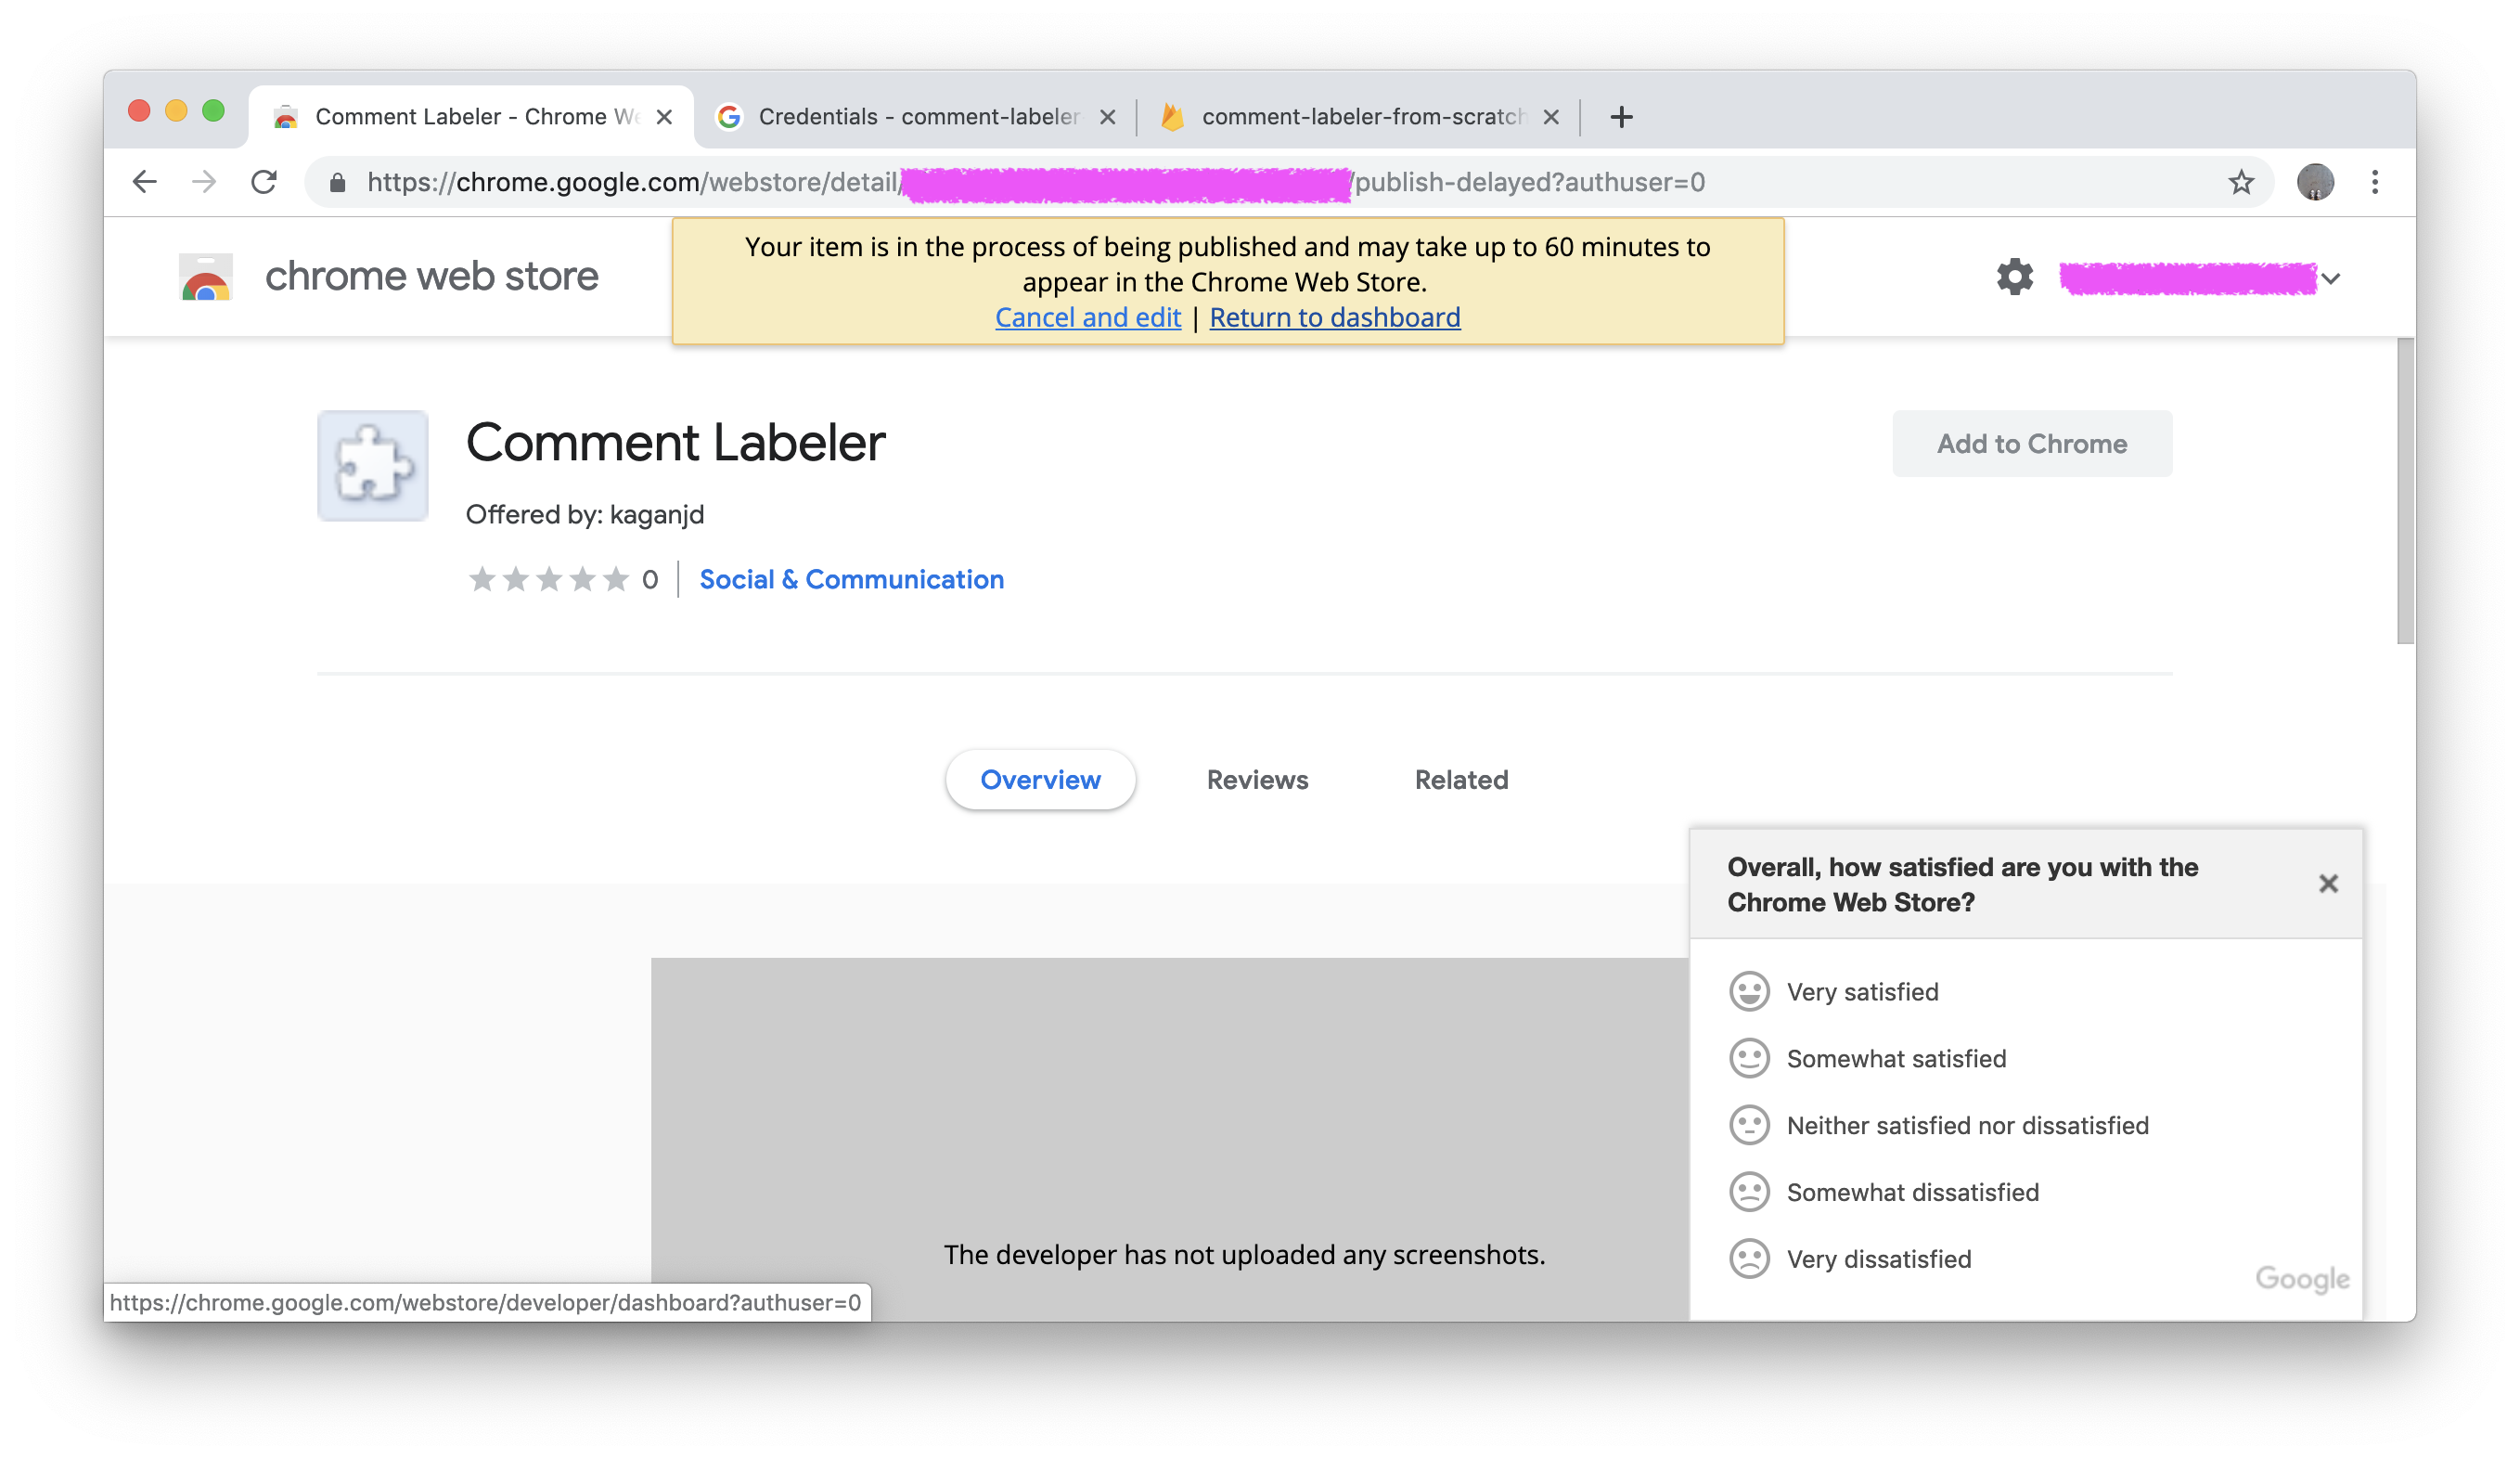 Comment Labeler - Chrome We
Credentials - comment-labeler-
comment-labeler-from-scratch
https://chrome.google.com/webstore/detail/
/publish-delayed?authuser=0
chrome web store
Your item is in the process of being published and may take up to 60 minutes to
appear in the Chrome Web Store.
Cancel and edit | Return to dashboard
Comment Labeler
Add to Chrome
Offered by: kaganjd
0
Social & Communication
Overview
Reviews
Related
Overall, how satisfied are you with the
Chrome Web Store?
Very satisfied
Somewhat satisfied
Neither satisfied nor dissatisfied
Somewhat dissatisfied
Very dissatisfied
Google
The developer has not uploaded any screenshots.
https://chrome.google.com/webstore/developer/dashboard?authuser=0